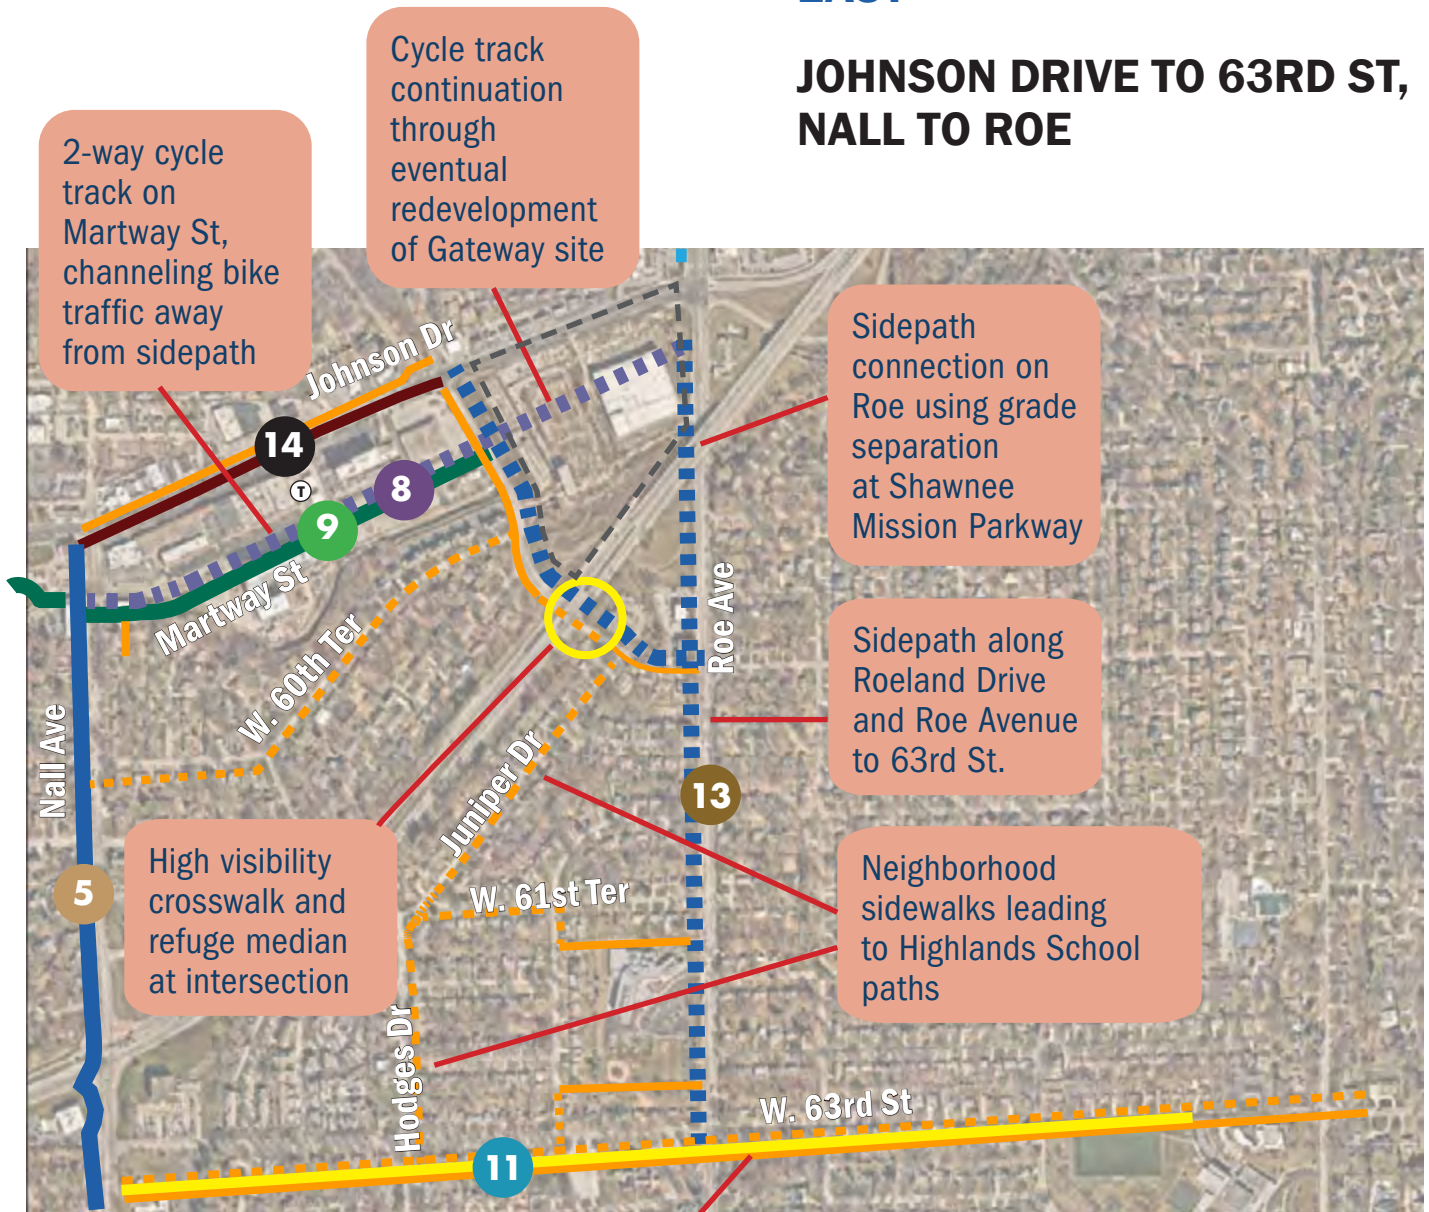 JOHNSON DRIVE TO 63RD ST,
NALL TO ROE
Cycle track
continuation
through
eventual
redevelopment
of Gateway site
2-way cycle
track on
Martway St,
channeling bike
traffic away
from sidepath
Sidepath
connection on
Roe using grade
separation
at Shawnee
Mission Parkway
Johnson Dr
14
T
8
9
Martway St
W. 60th Ter
Roe Ave
Sidepath along
Roeland Drive
and Roe Avenue
to 63rd St.
Nall Ave
Juniper Dr
13
5
High visibility
crosswalk and
refuge median
at intersection
W. 61st Ter
Neighborhood
sidewalks leading
to Highlands School
paths
Hodges Dr
W. 63rd St
11